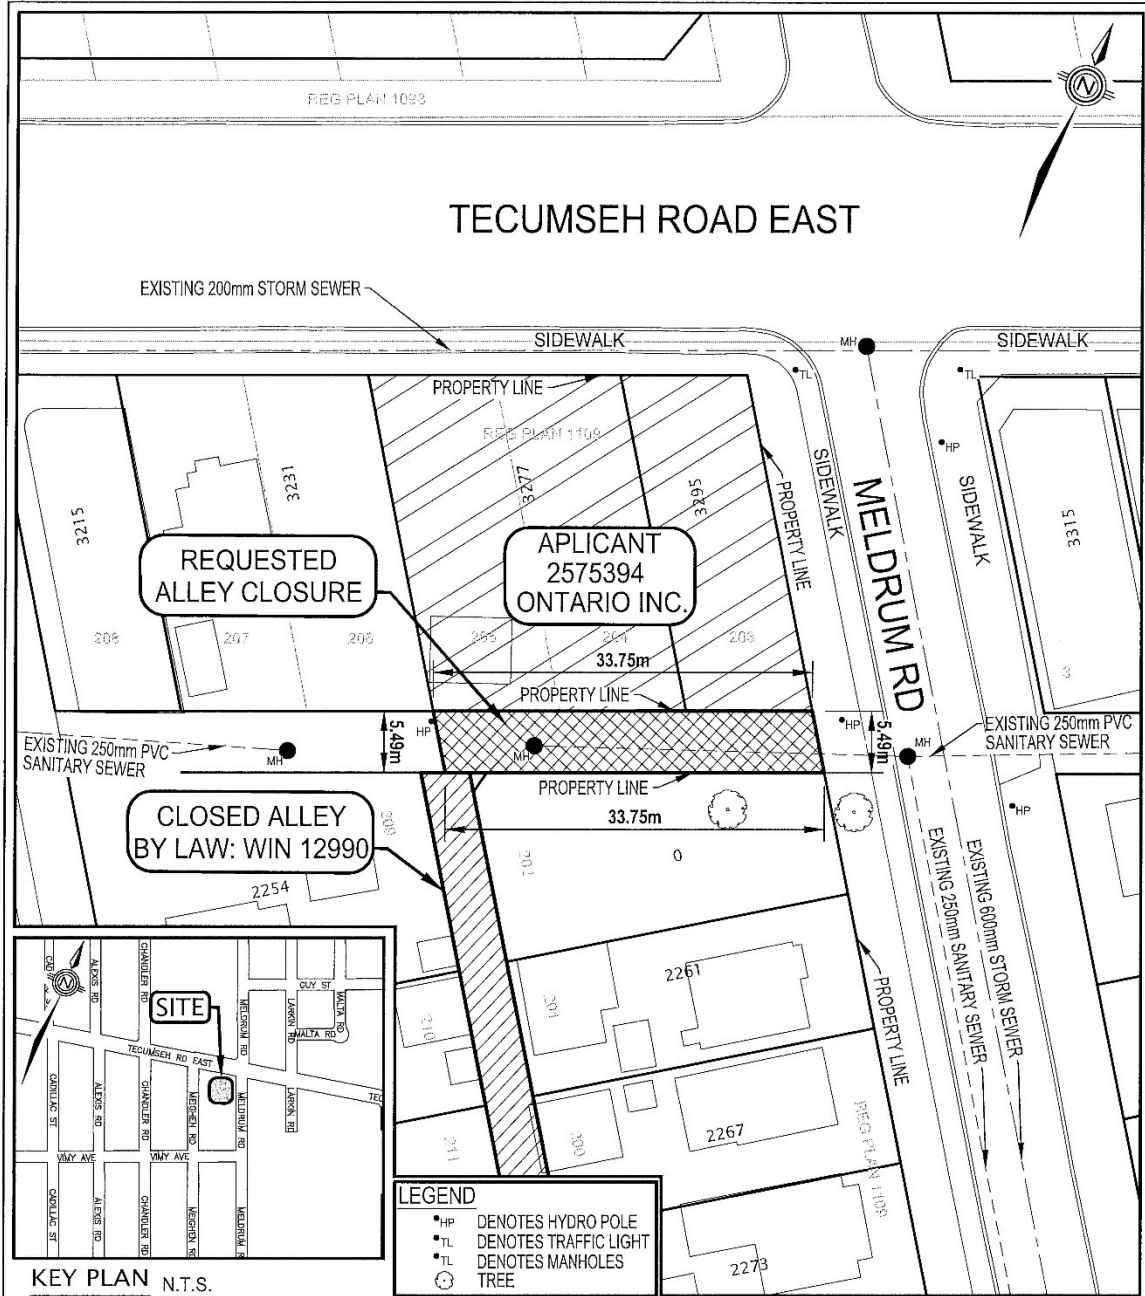 REG PLAN 1093
N
TECUMSEH ROAD EAST
EXISTING 200mm STORM SEWER
SIDEWALK
MH
SIDEWALK
TL
TL
PROPERTY LINE
REG PLAN 1109
HP
3215
3231
3277
3295
PROPERTY LINE
SIDEWALK
MELDRUM RD
SIDEWALK
3315
REQUESTED
ALLEY CLOSURE
APLICANT
2575394
ONTARIO INC.
208
207
206
205
204
203
3
33.75m
PROPERTY LINE
HP
HP
5.49m
5.49m
EXISTING 250mm PVC
SANITARY SEWER
MH
MH
MH
EXISTING 250mm PVC
SANITARY SEWER
PROPERTY LINE
33.75m
HP
CLOSED ALLEY
BY LAW: WIN 12990
209
202
0
2254
EXISTING 250mm SANITARY SEWER
EXISTING 600mm STORM SEWER
2261
201
210
PROPERTY LINE
2267
200
211
REG PLAN 1109
2273
N
CAD
ALEXIS RD
CHANDLER RD
SITE
MELDRUM RD
LARKIN RD
GUY ST
MALTA RD
MALTA RD
TECUMSEH RD EAST
TEC
CADILLAC ST
ALEXIS RD
CHANDLER RD
MEIGHEN RD
MELDRUM RD
LARKIN RD
VIMY AVE
VIMY AVE
CADILLAC ST
ALEXIS RD
CHANDLER RD
MEIGHEN RD
MELDRUM R
KEY PLAN N.T.S.
LEGEND
HP DENOTES HYDRO POLE
TL DENOTES TRAFFIC LIGHT
TL DENOTES MANHOLES
TREE